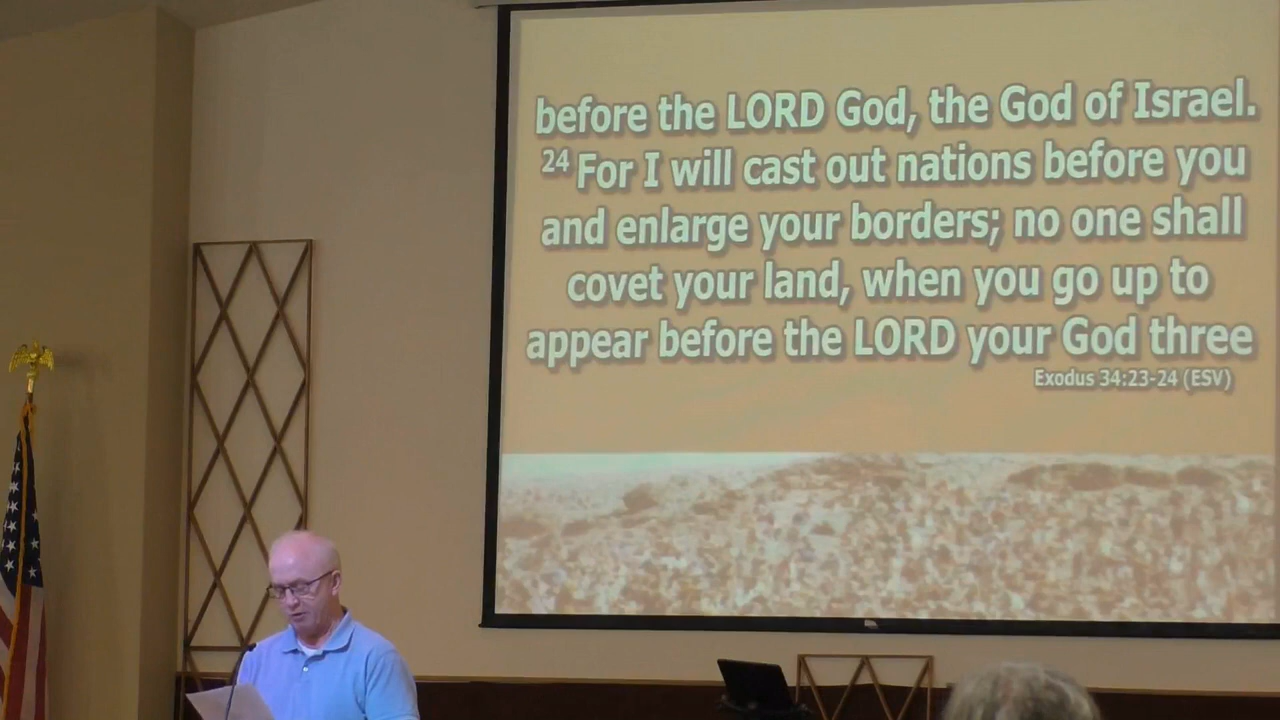 before the LORD God, the God of Israel.
24 For I will cast out nations before you
and enlarge your borders; no one shall
covet your land, when you go up to
appear before the LORD your God three
Exodus 34:23-24 (ESV)